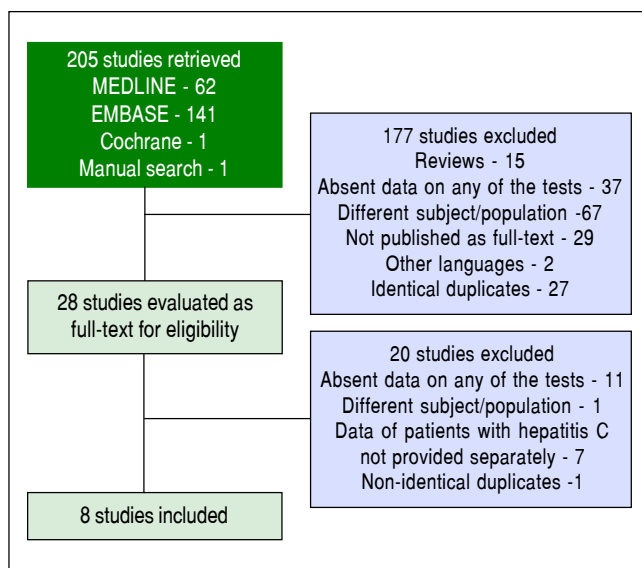 205 studies retrieved
MEDLINE - 62
EMBASE - 141
Cochrane - 1
Manual search - 1
177 studies excluded
Reviews - 15
Absent data on any of the tests - 37
Different subject/population -67
Not published as full-text - 29
Other languages - 2
Identical duplicates - 27
28 studies evaluated as
full-text for eligibility
20 studies excluded
Absent data on any of the tests - 11
Different subject/population - 1
Data of patients with hepatitis C
not provided separately - 7
Non-identical duplicates -1
8 studies included